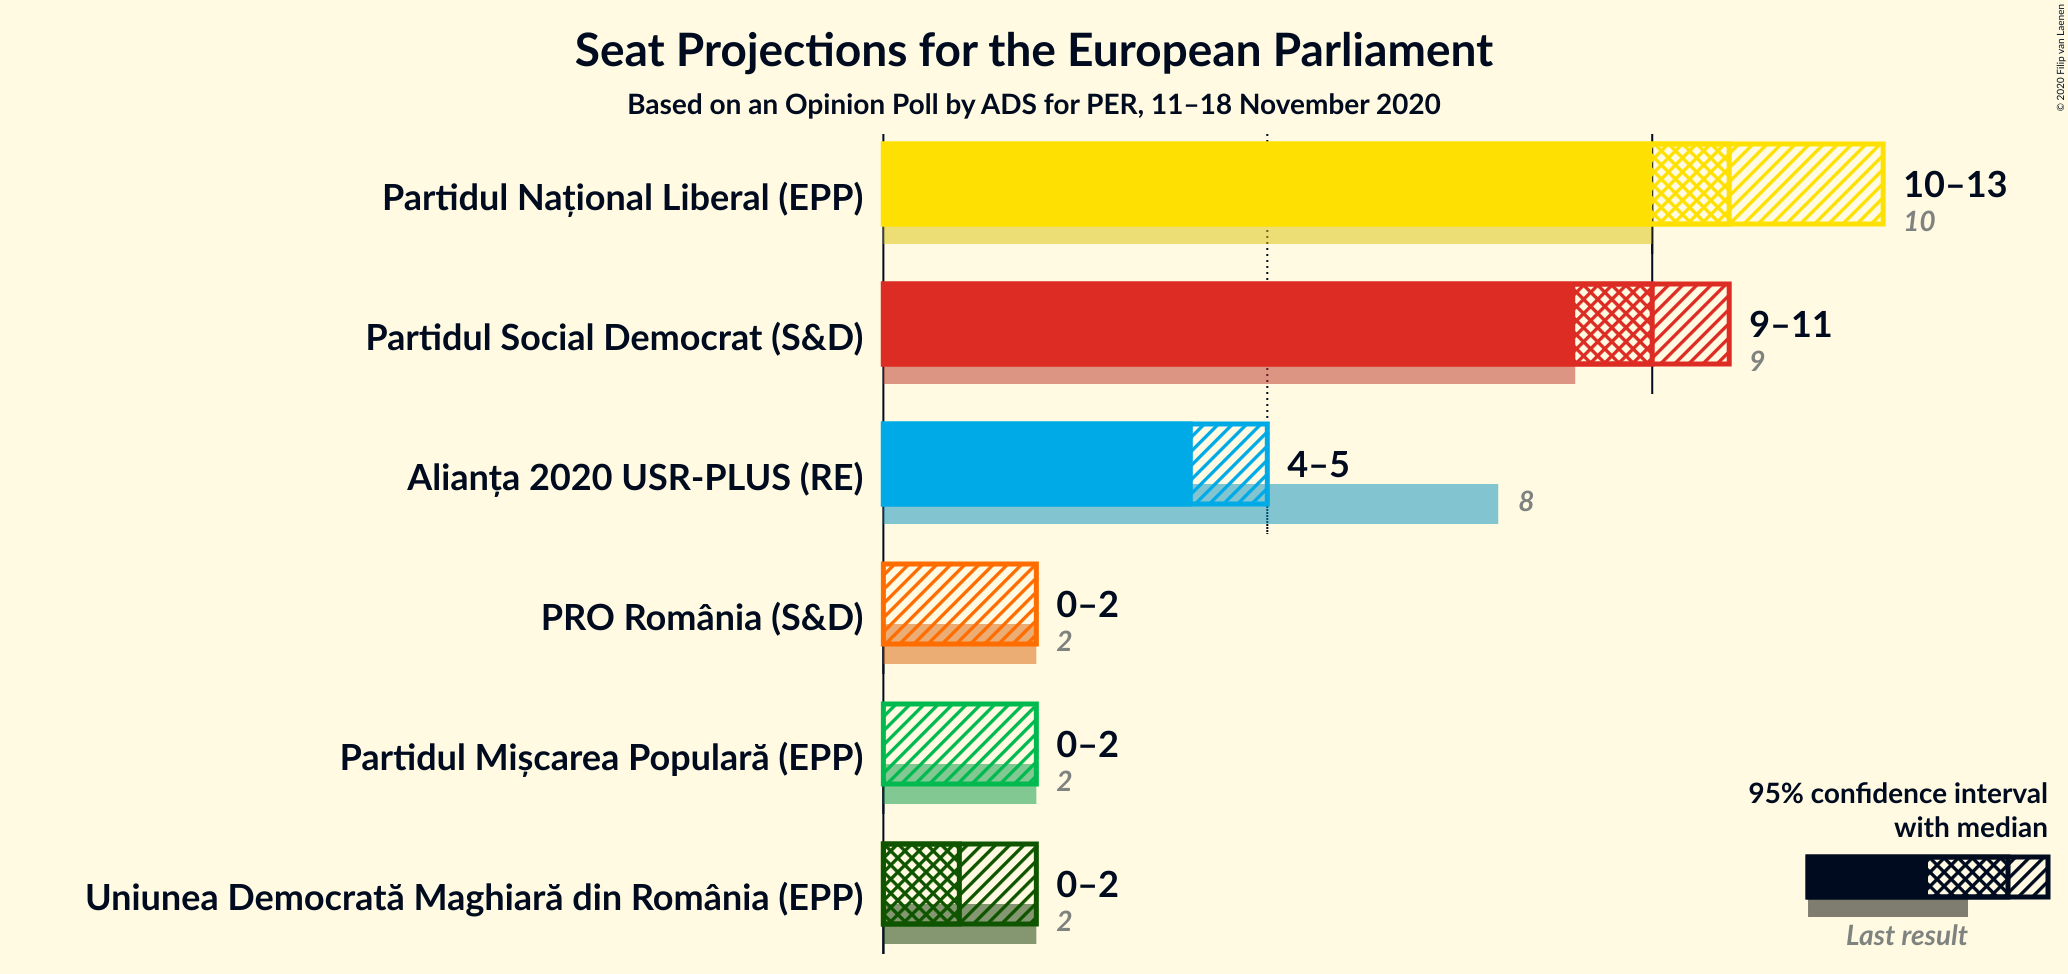 Seat Projections for the European Parliament
Based on an Opinion Poll by ADS for PER, 11–18 November 2020
© 2020 Filip van Laenen
Partidul Național Liberal (EPP)
10–13
10
Partidul Social Democrat (S&D)
9–11
9
Alianța 2020 USR-PLUS (RE)
4–5
8
PRO România (S&D)
0–2
2
Partidul Mișcarea Populară (EPP)
0–2
2
Uniunea Democrată Maghiară din România (EPP)
0–2
2
95% confidence interval
with median
Last result